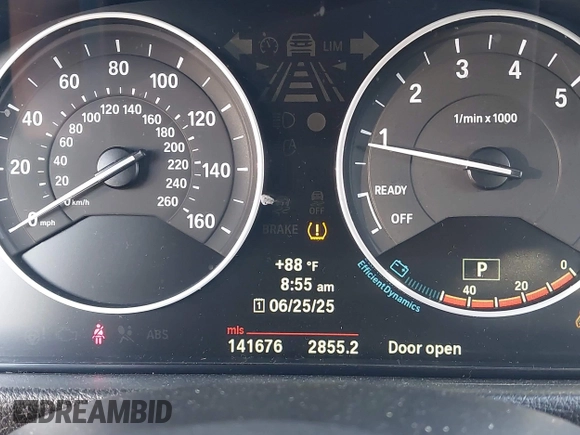 LIM
0 20 40 60 80 100 120 140 160
mph
0 20 40 60 80 100 120 140 160 180 200 220 240 260
km/h
1 2 3 4 5
1/min x 1000
READY
OFF
OFF
BRAKE
ABS
EfficientDynamics
P
40 20 0
+88 °F
8:55 am
1 06/25/25
mls
141676 2855.2 Door open
DREAMBID